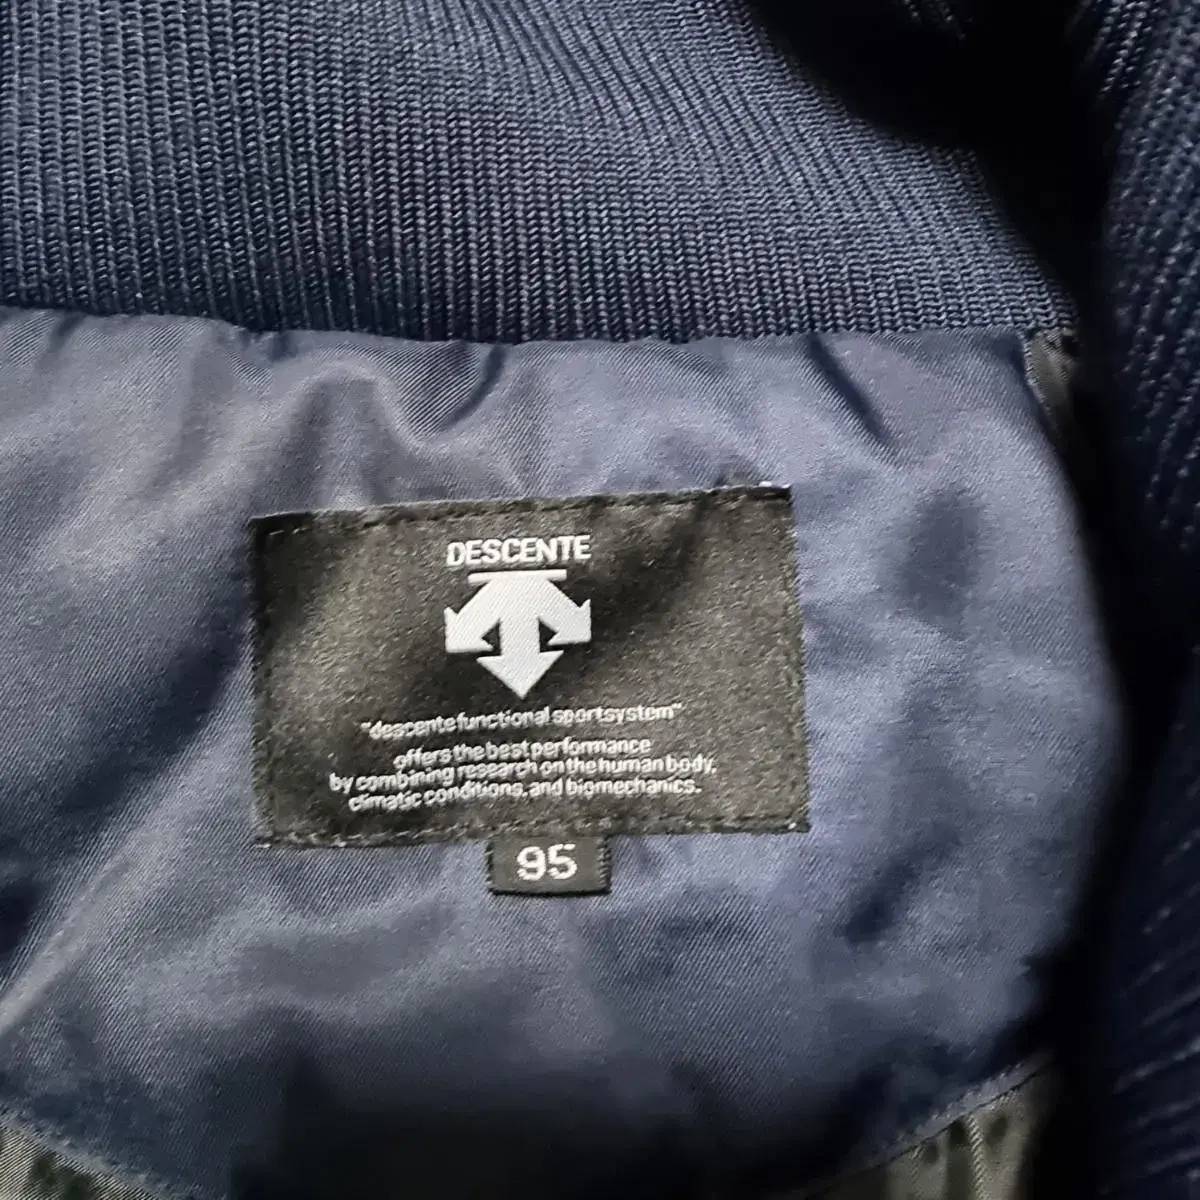 DESCENTE
"descente functional sportsystem"
offers the best performance
by combining research on the human body,
climatic conditions, and biomechanics.
95